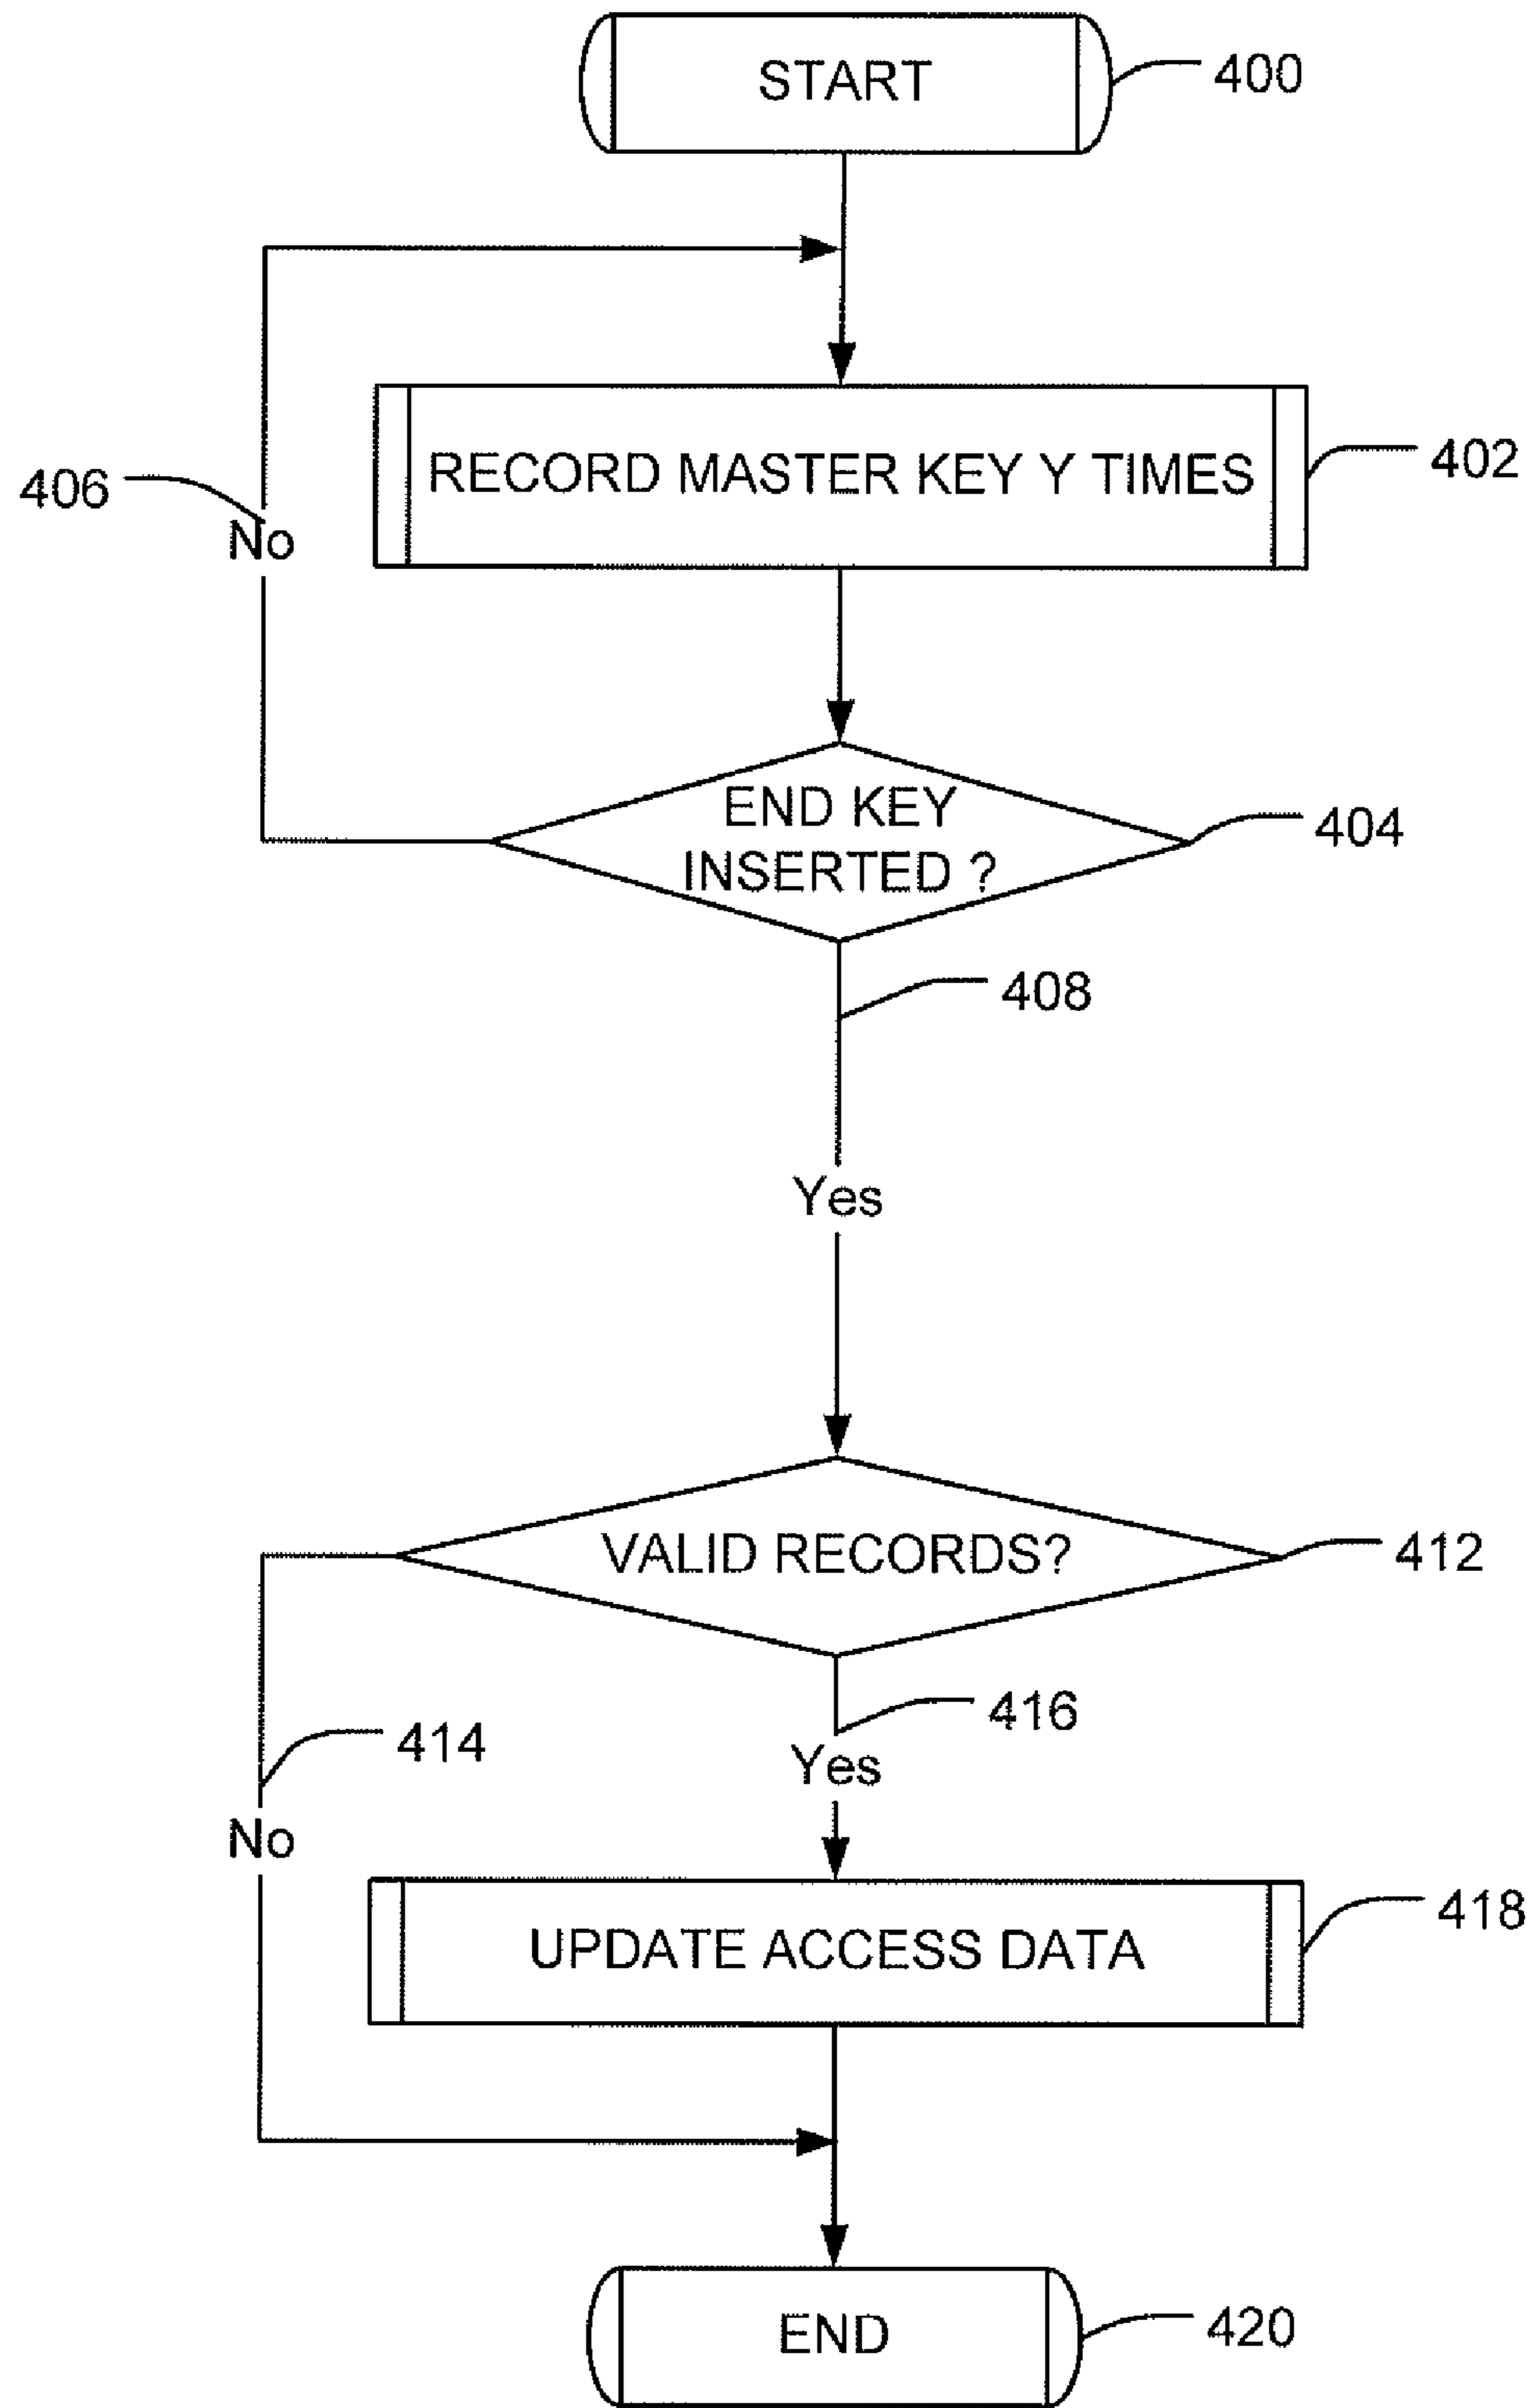 START
400
RECORD MASTER KEY Y TIMES
402
406
No
END KEY
INSERTED ?
404
408
Yes
VALID RECORDS?
412
416
414
Yes
No
UPDATE ACCESS DATA
418
END
420